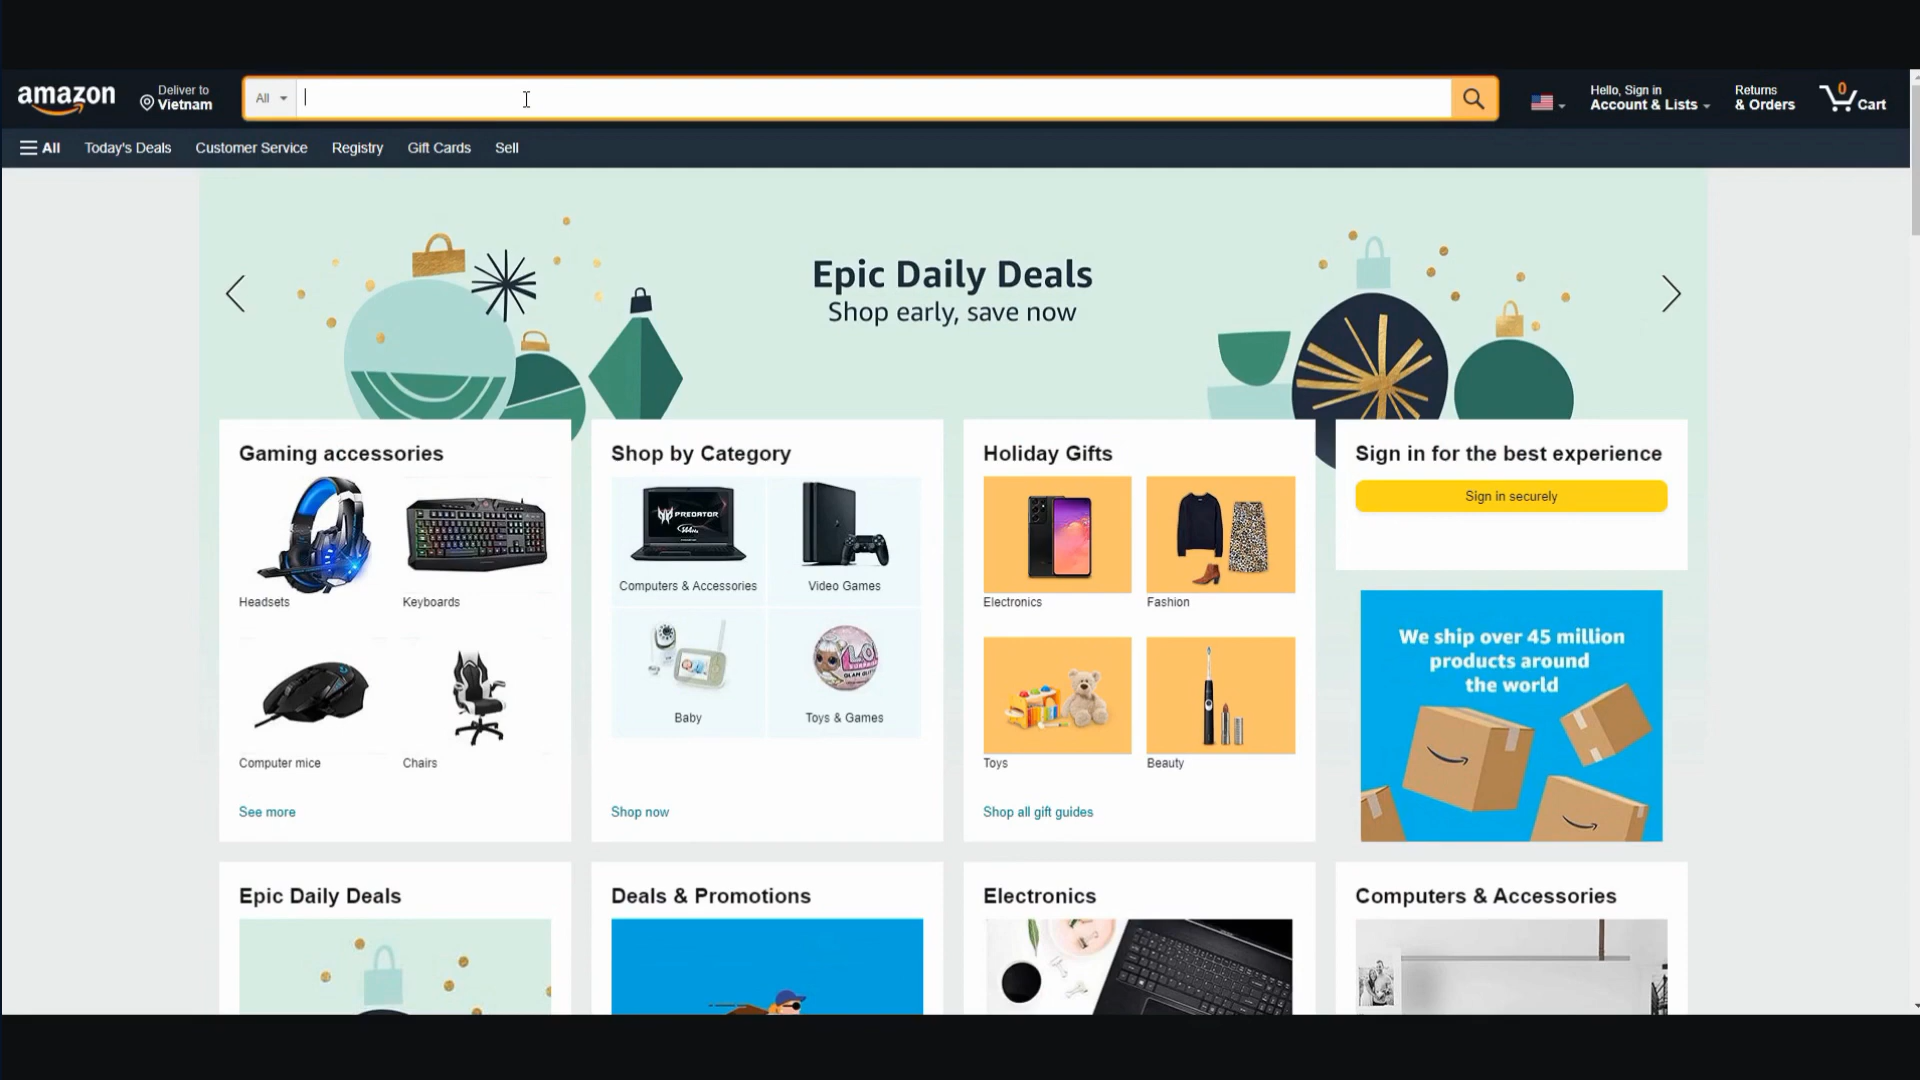 amazon
Deliver to
Vietnam
All
Hello, Sign in
Account & Lists
Returns
& Orders
0
Cart
All
Today's Deals
Customer Service
Registry
Gift Cards
Sell
Epic Daily Deals
Shop early, save now
Gaming accessories
Headsets
Keyboards
Computer mice
Chairs
See more
Shop by Category
PREDATOR
144Hz
Computers & Accessories
Video Games
Baby
Toys & Games
Shop now
Holiday Gifts
Electronics
Fashion
Toys
Beauty
Shop all gift guides
Sign in for the best experience
Sign in securely
We ship over 45 million
products around
the world
Epic Daily Deals
Deals & Promotions
Electronics
Computers & Accessories